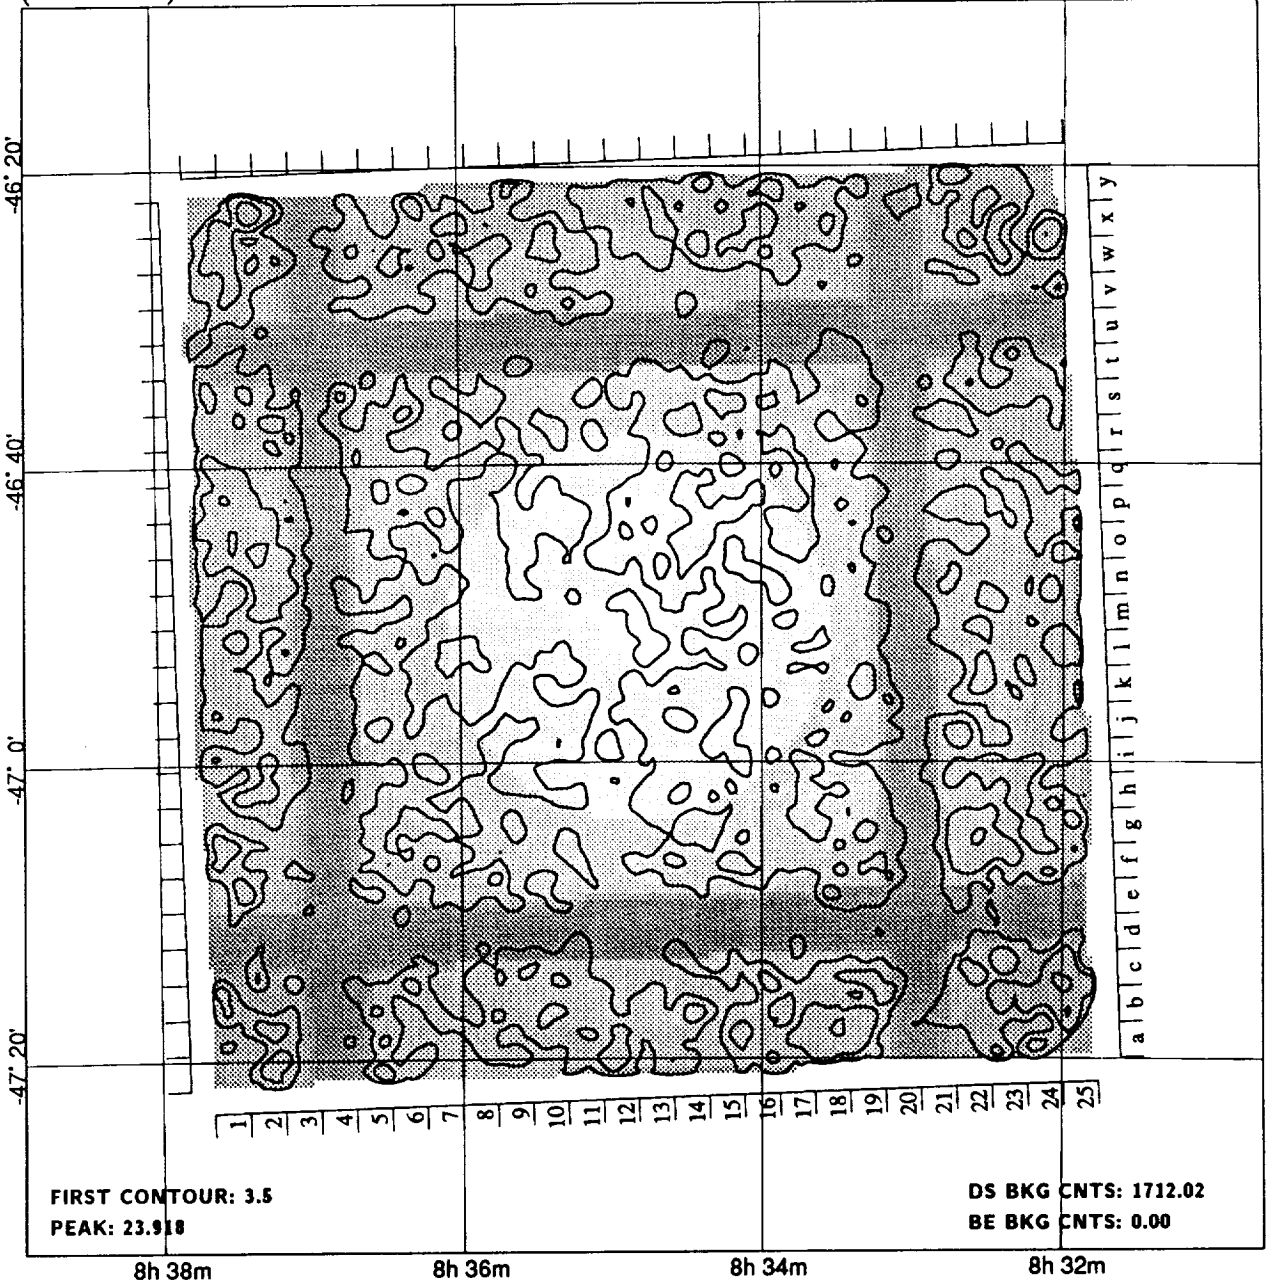 -46° 20'
-46° 40'
-47° 0'
-47° 20'
y
x
w
v
u
t
s
r
q
p
o
n
m
l
k
j
i
h
g
f
e
d
c
b
a
1 2 3 4 5 6 7 8 9 10 11 12 13 14 15 16 17 18 19 20 21 22 23 24 25
FIRST CONTOUR: 3.5
PEAK: 23.918
DS BKG CNTS: 1712.02
BE BKG CNTS: 0.00
8h 38m 8h 36m 8h 34m 8h 32m